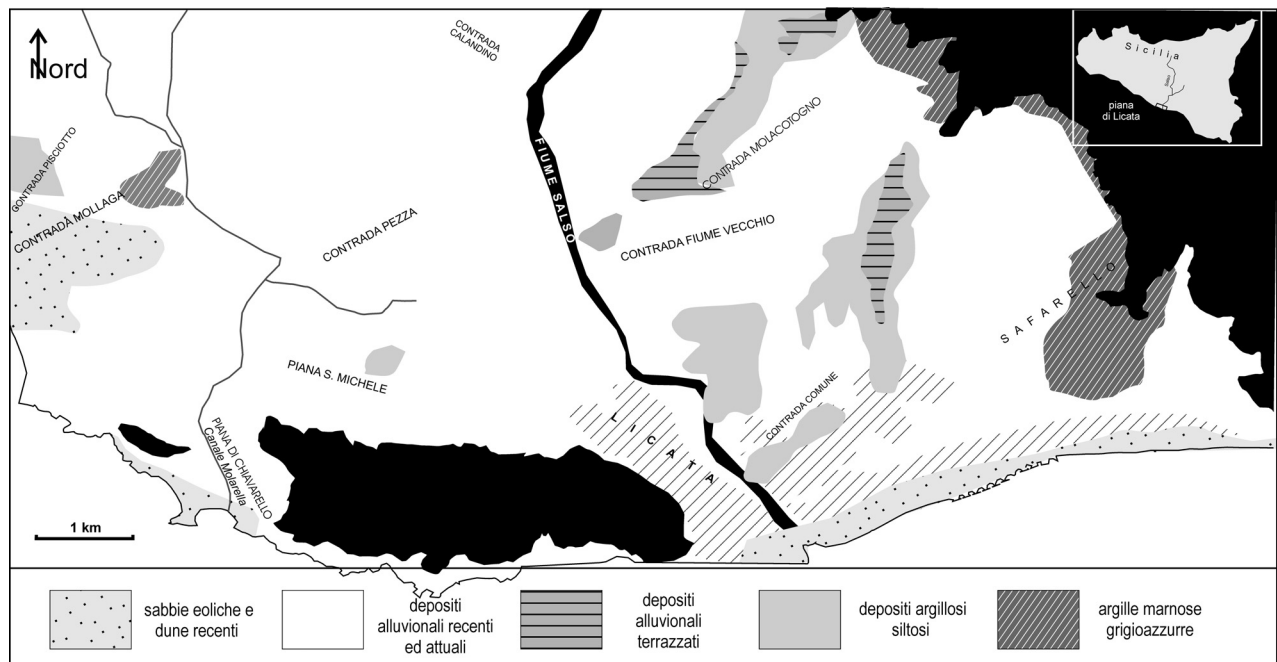 Nord
CONTRADA
CALANDINO
Sicilia
Salso
piana
di Licata
CONTRADA PISCIOTTO
CONTRADA MOLLAGA
CONTRADA PEZZA
FIUME SALSO
CONTRADA MOLACOTOGNO
CONTRADA FIUME VECCHIO
SAFARELLO
PIANA S. MICHELE
CONTRADA COMUNE
LICATA
PIANA DI CHIAVARELLO
Canale Molarella
1 km
sabbie eoliche e
dune recenti
depositi
alluvionali recenti
ed attuali
depositi
alluvionali
terrazzati
depositi argillosi
siltosi
argille marnose
grigioazzurre